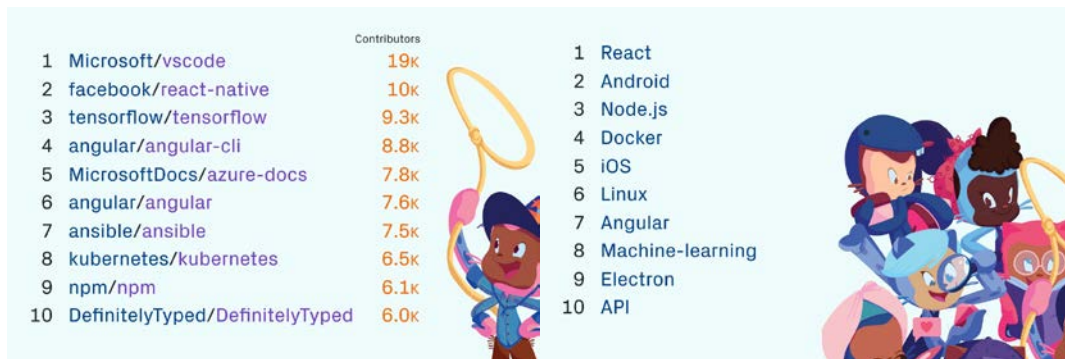 Contributors
1 Microsoft/vscode 19K
2 facebook/react-native 10K
3 tensorflow/tensorflow 9.3K
4 angular/angular-cli 8.8K
5 MicrosoftDocs/azure-docs 7.8K
6 angular/angular 7.6K
7 ansible/ansible 7.5K
8 kubernetes/kubernetes 6.5K
9 npm/npm 6.1K
10 DefinitelyTyped/DefinitelyTyped 6.0K
1 React
2 Android
3 Node.js
4 Docker
5 iOS
6 Linux
7 Angular
8 Machine-learning
9 Electron
10 API